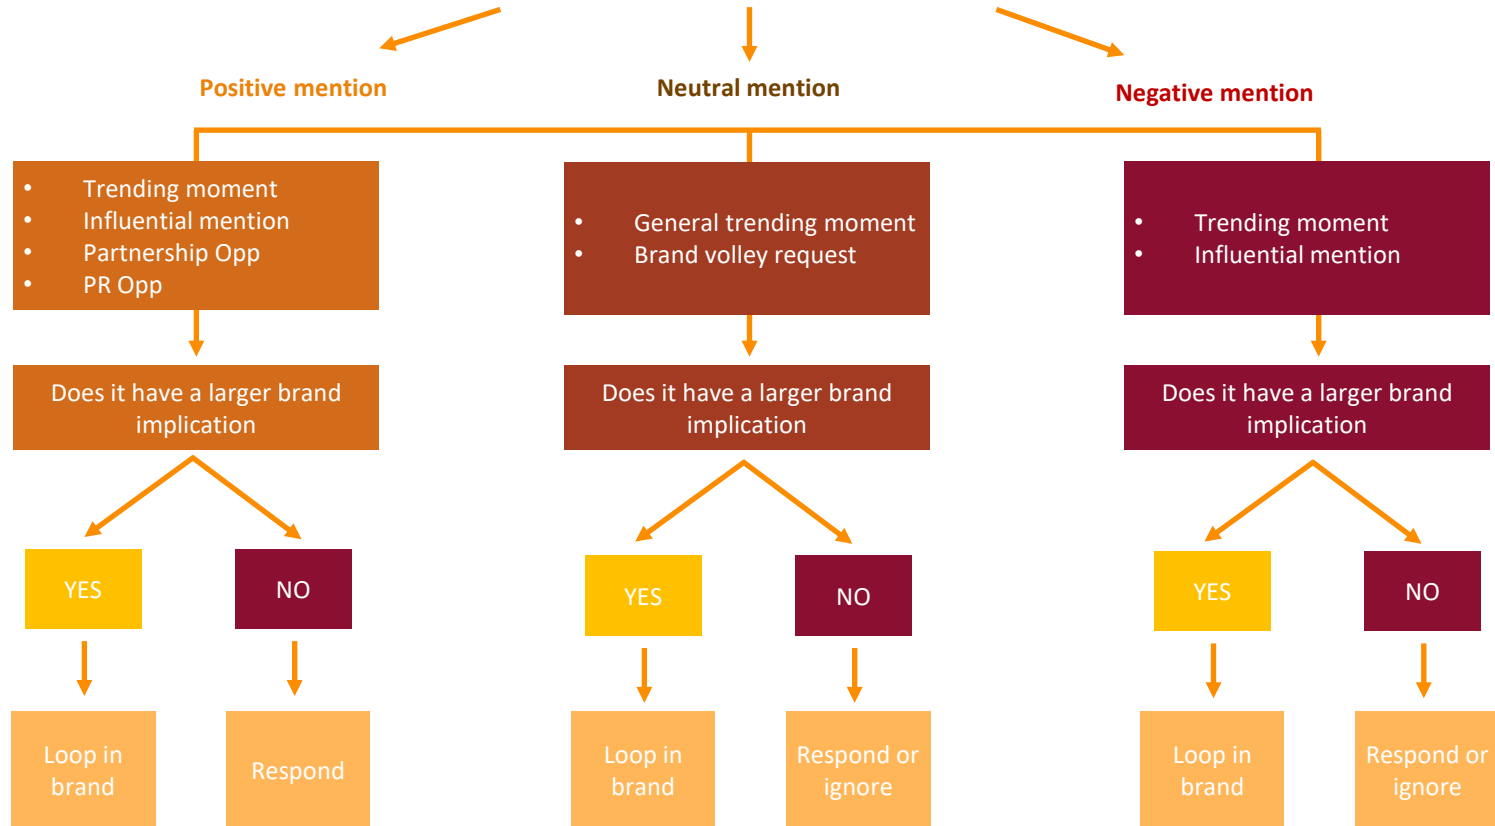 Positive mention
Neutral mention
Negative mention
• Trending moment
• Influential mention
• Partnership Opp
• PR Opp
• General trending moment
• Brand volley request
• Trending moment
• Influential mention
Does it have a larger brand
implication
Does it have a larger brand
implication
Does it have a larger brand
implication
YES
NO
YES
NO
YES
NO
Loop in
brand
Respond
Loop in
brand
Respond or
ignore
Loop in
brand
Respond or
ignore